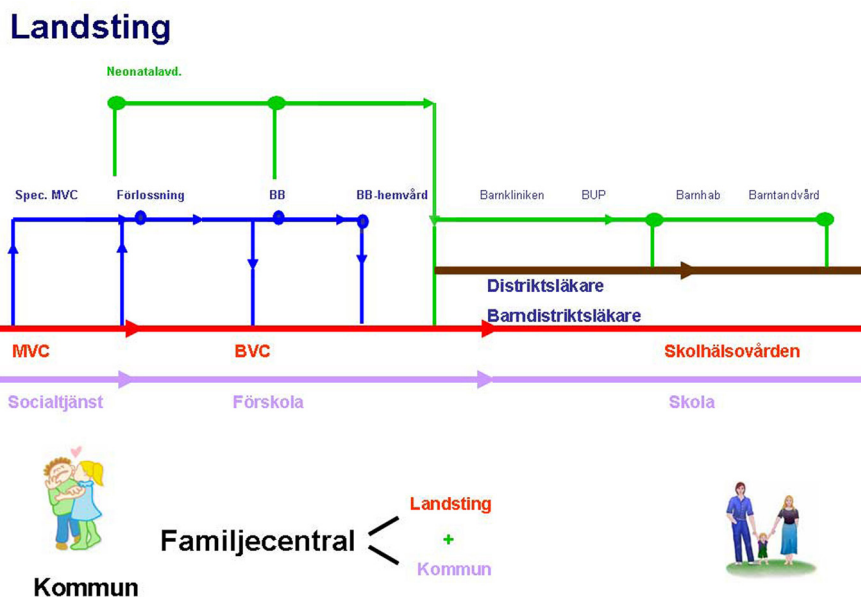 Landsting
Neonatalavd.
Spec. MVC Förlossning BB BB-hemvård Barnkliniken BUP Barnhab Barntandvård
Distriktsläkare
Barndistriktsläkare
MVC BVC Skolhälsovården
Socialtjänst Förskola Skola
Landsting
Familjecentral +
Kommun
Kommun